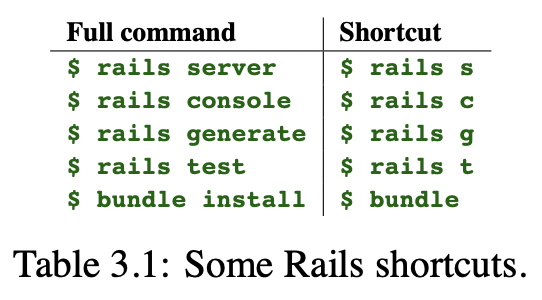 Full command Shortcut
$ rails server $ rails s
$ rails console $ rails c
$ rails generate $ rails g
$ rails test $ rails t
$ bundle install $ bundle
Table 3.1: Some Rails shortcuts.